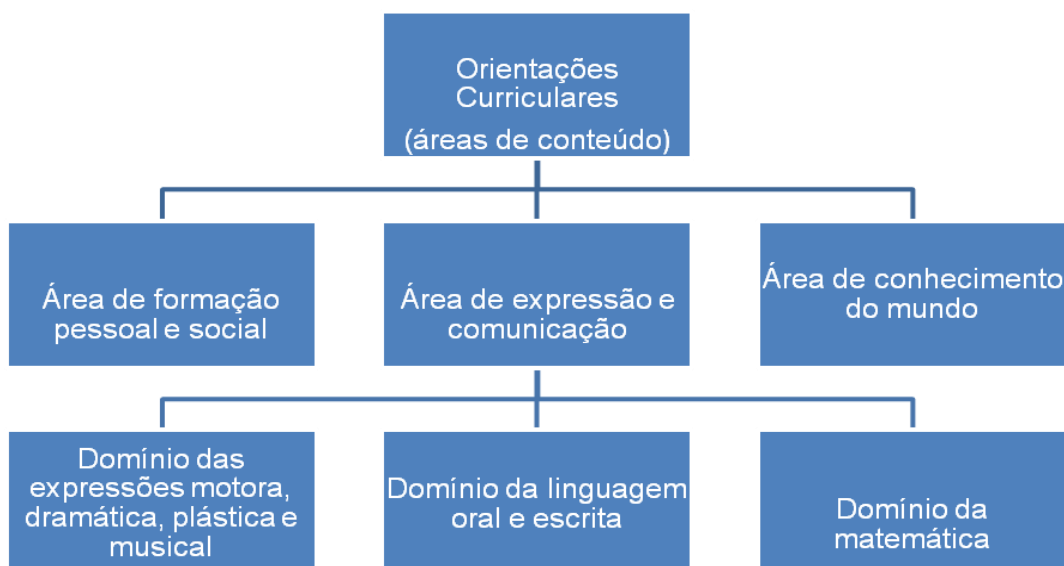 Orientações
Curriculares
(áreas de conteúdo)
Área de formação
pessoal e social
Área de expressão e
comunicação
Área de conhecimento
do mundo
Domínio das
expressões motora,
dramática, plástica e
musical
Domínio da linguagem
oral e escrita
Domínio da
matemática